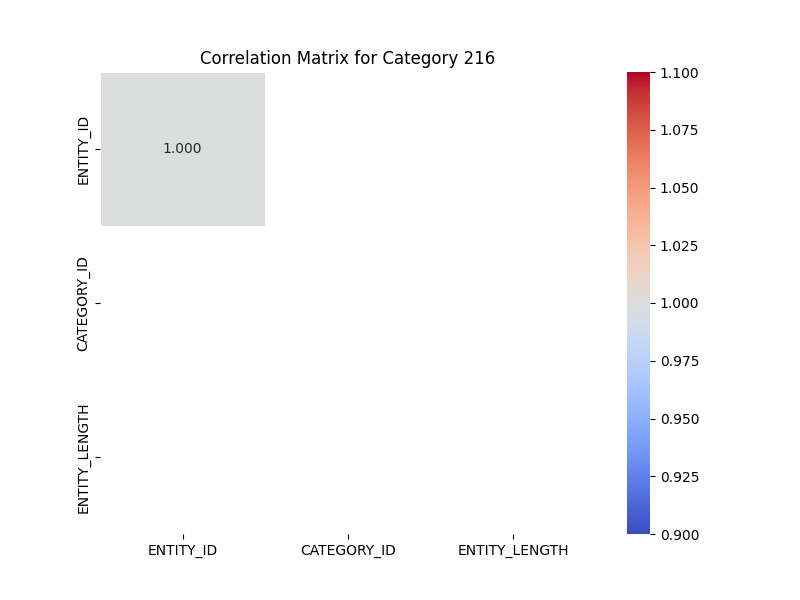 Correlation Matrix for Category 216
ENTITY_ID
CATEGORY_ID
ENTITY_LENGTH
1.000
ENTITY_ID
CATEGORY_ID
ENTITY_LENGTH
1.100
1.075
1.050
1.025
1.000
0.975
0.950
0.925
0.900